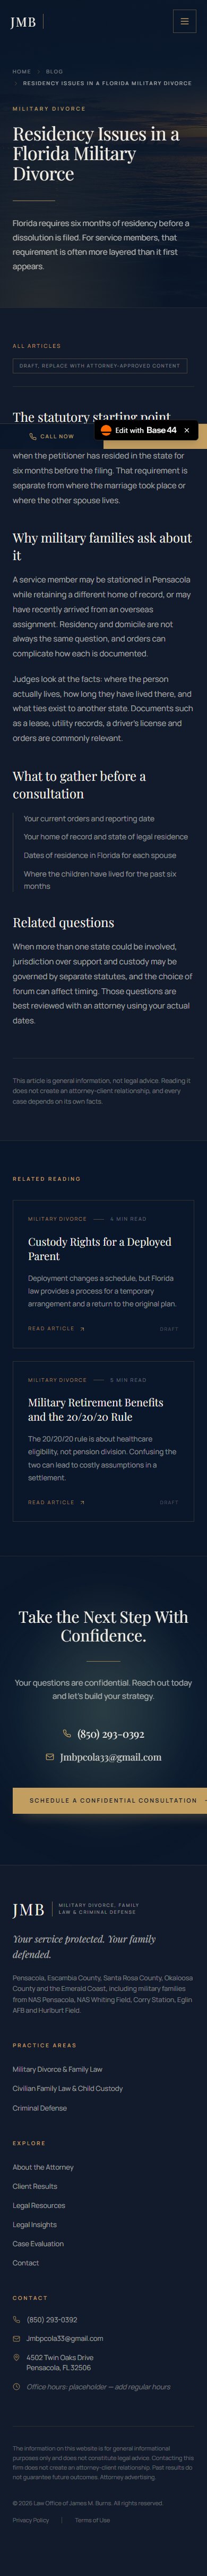 JMB
HOME > BLOG
> RESIDENCY ISSUES IN A FLORIDA MILITARY DIVORCE
MILITARY DIVORCE
Residency Issues in a
Florida Military
Divorce
Florida requires six months of residency before a
dissolution is filed. For service members, that
requirement is often more layered than it first
appears.
ALL ARTICLES
DRAFT, REPLACE WITH ATTORNEY-APPROVED CONTENT
The statutory starting point
CALL NOW
Edit with Base 44 ×
when the petitioner has resided in the state for
six months before the filing. That requirement is
separate from where the marriage took place or
where the other spouse lives.
Why military families ask about
it
A service member may be stationed in Pensacola
while retaining a different home of record, or may
have recently arrived from an overseas
assignment. Residency and domicile are not
always the same question, and orders can
complicate how each is documented.
Judges look at the facts: where the person
actually lives, how long they have lived there, and
what ties exist to another state. Documents such
as a lease, utility records, a driver's license and
orders are commonly relevant.
What to gather before a
consultation
Your current orders and reporting date
Your home of record and state of legal residence
Dates of residence in Florida for each spouse
Where the children have lived for the past six
months
Related questions
When more than one state could be involved,
jurisdiction over support and custody may be
governed by separate statutes, and the choice of
forum can affect timing. Those questions are
best reviewed with an attorney using your actual
dates.
This article is general information, not legal advice. Reading it
does not create an attorney-client relationship, and every
case depends on its own facts.
RELATED READING
MILITARY DIVORCE — 4 MIN READ
Custody Rights for a Deployed
Parent
Deployment changes a schedule, but Florida
law provides a process for a temporary
arrangement and a return to the original plan.
READ ARTICLE ↗ DRAFT
MILITARY DIVORCE — 5 MIN READ
Military Retirement Benefits
and the 20/20/20 Rule
The 20/20/20 rule is about healthcare
eligibility, not pension division. Confusing the
two can lead to costly assumptions in a
settlement.
READ ARTICLE ↗ DRAFT
Take the Next Step With
Confidence.
Your questions are confidential. Reach out today
and let's build your strategy.
(850) 293-0392
Jmbpcola33@gmail.com
SCHEDULE A CONFIDENTIAL CONSULTATION
JMB
MILITARY DIVORCE, FAMILY
LAW & CRIMINAL DEFENSE
Your service protected. Your family
defended.
Pensacola, Escambia County, Santa Rose County, Okaloosa
County and the Emerald Coast, including military families
from NAS Pensacola, NAS Whiting Field, Corry Station, Eglin
AFB and Hurlburt Field.
PRACTICE AREAS
Military Divorce & Family Law
Civilian Family Law & Child Custody
Criminal Defense
EXPLORE
About the Attorney
Client Results
Legal Resources
Legal Insights
Case Evaluation
Contact
CONTACT
(850) 293-0392
Jmbpcola33@gmail.com
4502 Twin Oaks Drive
Pensacola, FL 32506
Office hours: placeholder — add regular hours
The information on this website is for general informational
purposes only and does not constitute legal advice. Contacting this
firm does not create an attorney-client relationship. Past results do
not guarantee future outcomes. Attorney advertising.
© 2026 Law Office of James M. Burns. All rights reserved.
Privacy Policy | Terms of Use